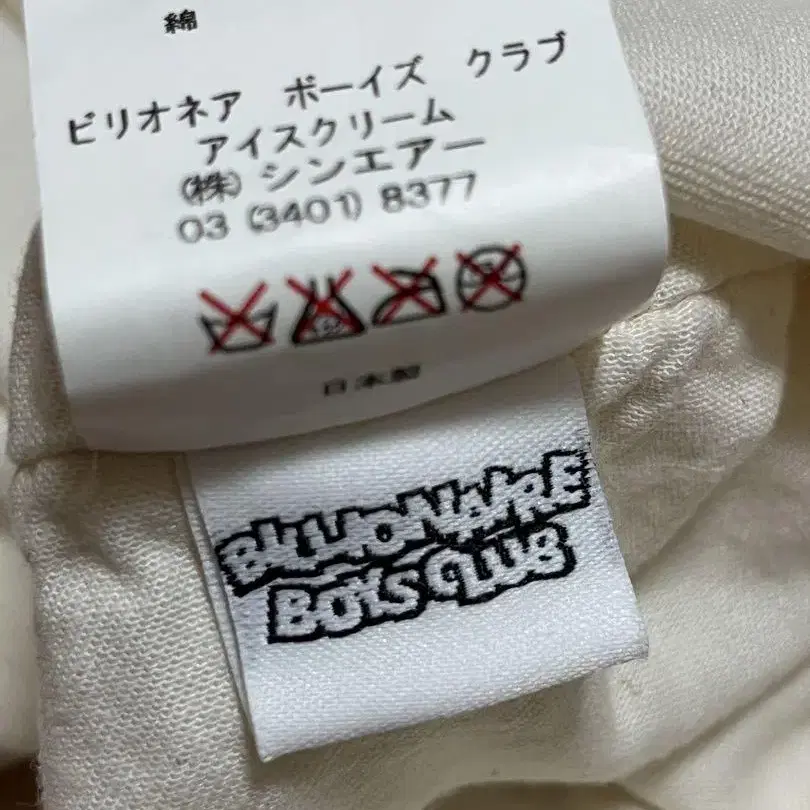 綿
ビリオネア ボーイズ クラブ
アイスクリーム
(株) シンエアー
03 (3401) 8377
日本製
BILLIONAIRE
BOYS CLUB